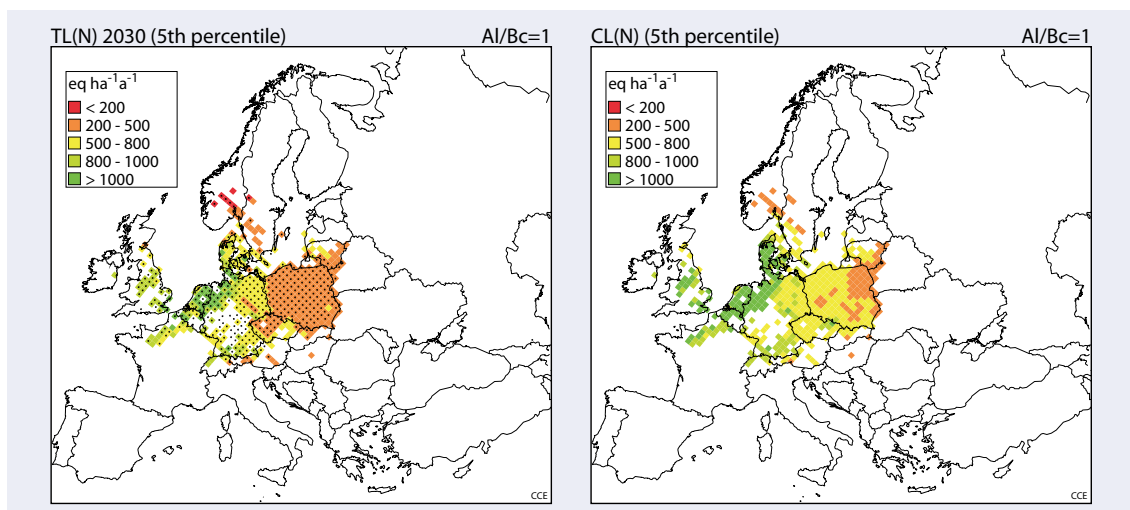 TL(N) 2030 (5th percentile) Al/Bc=1
eq ha⁻¹a⁻¹
< 200
200 - 500
500 - 800
800 - 1000
> 1000
CCE
CL(N) (5th percentile) Al/Bc=1
eq ha⁻¹a⁻¹
< 200
200 - 500
500 - 800
800 - 1000
> 1000
CCE